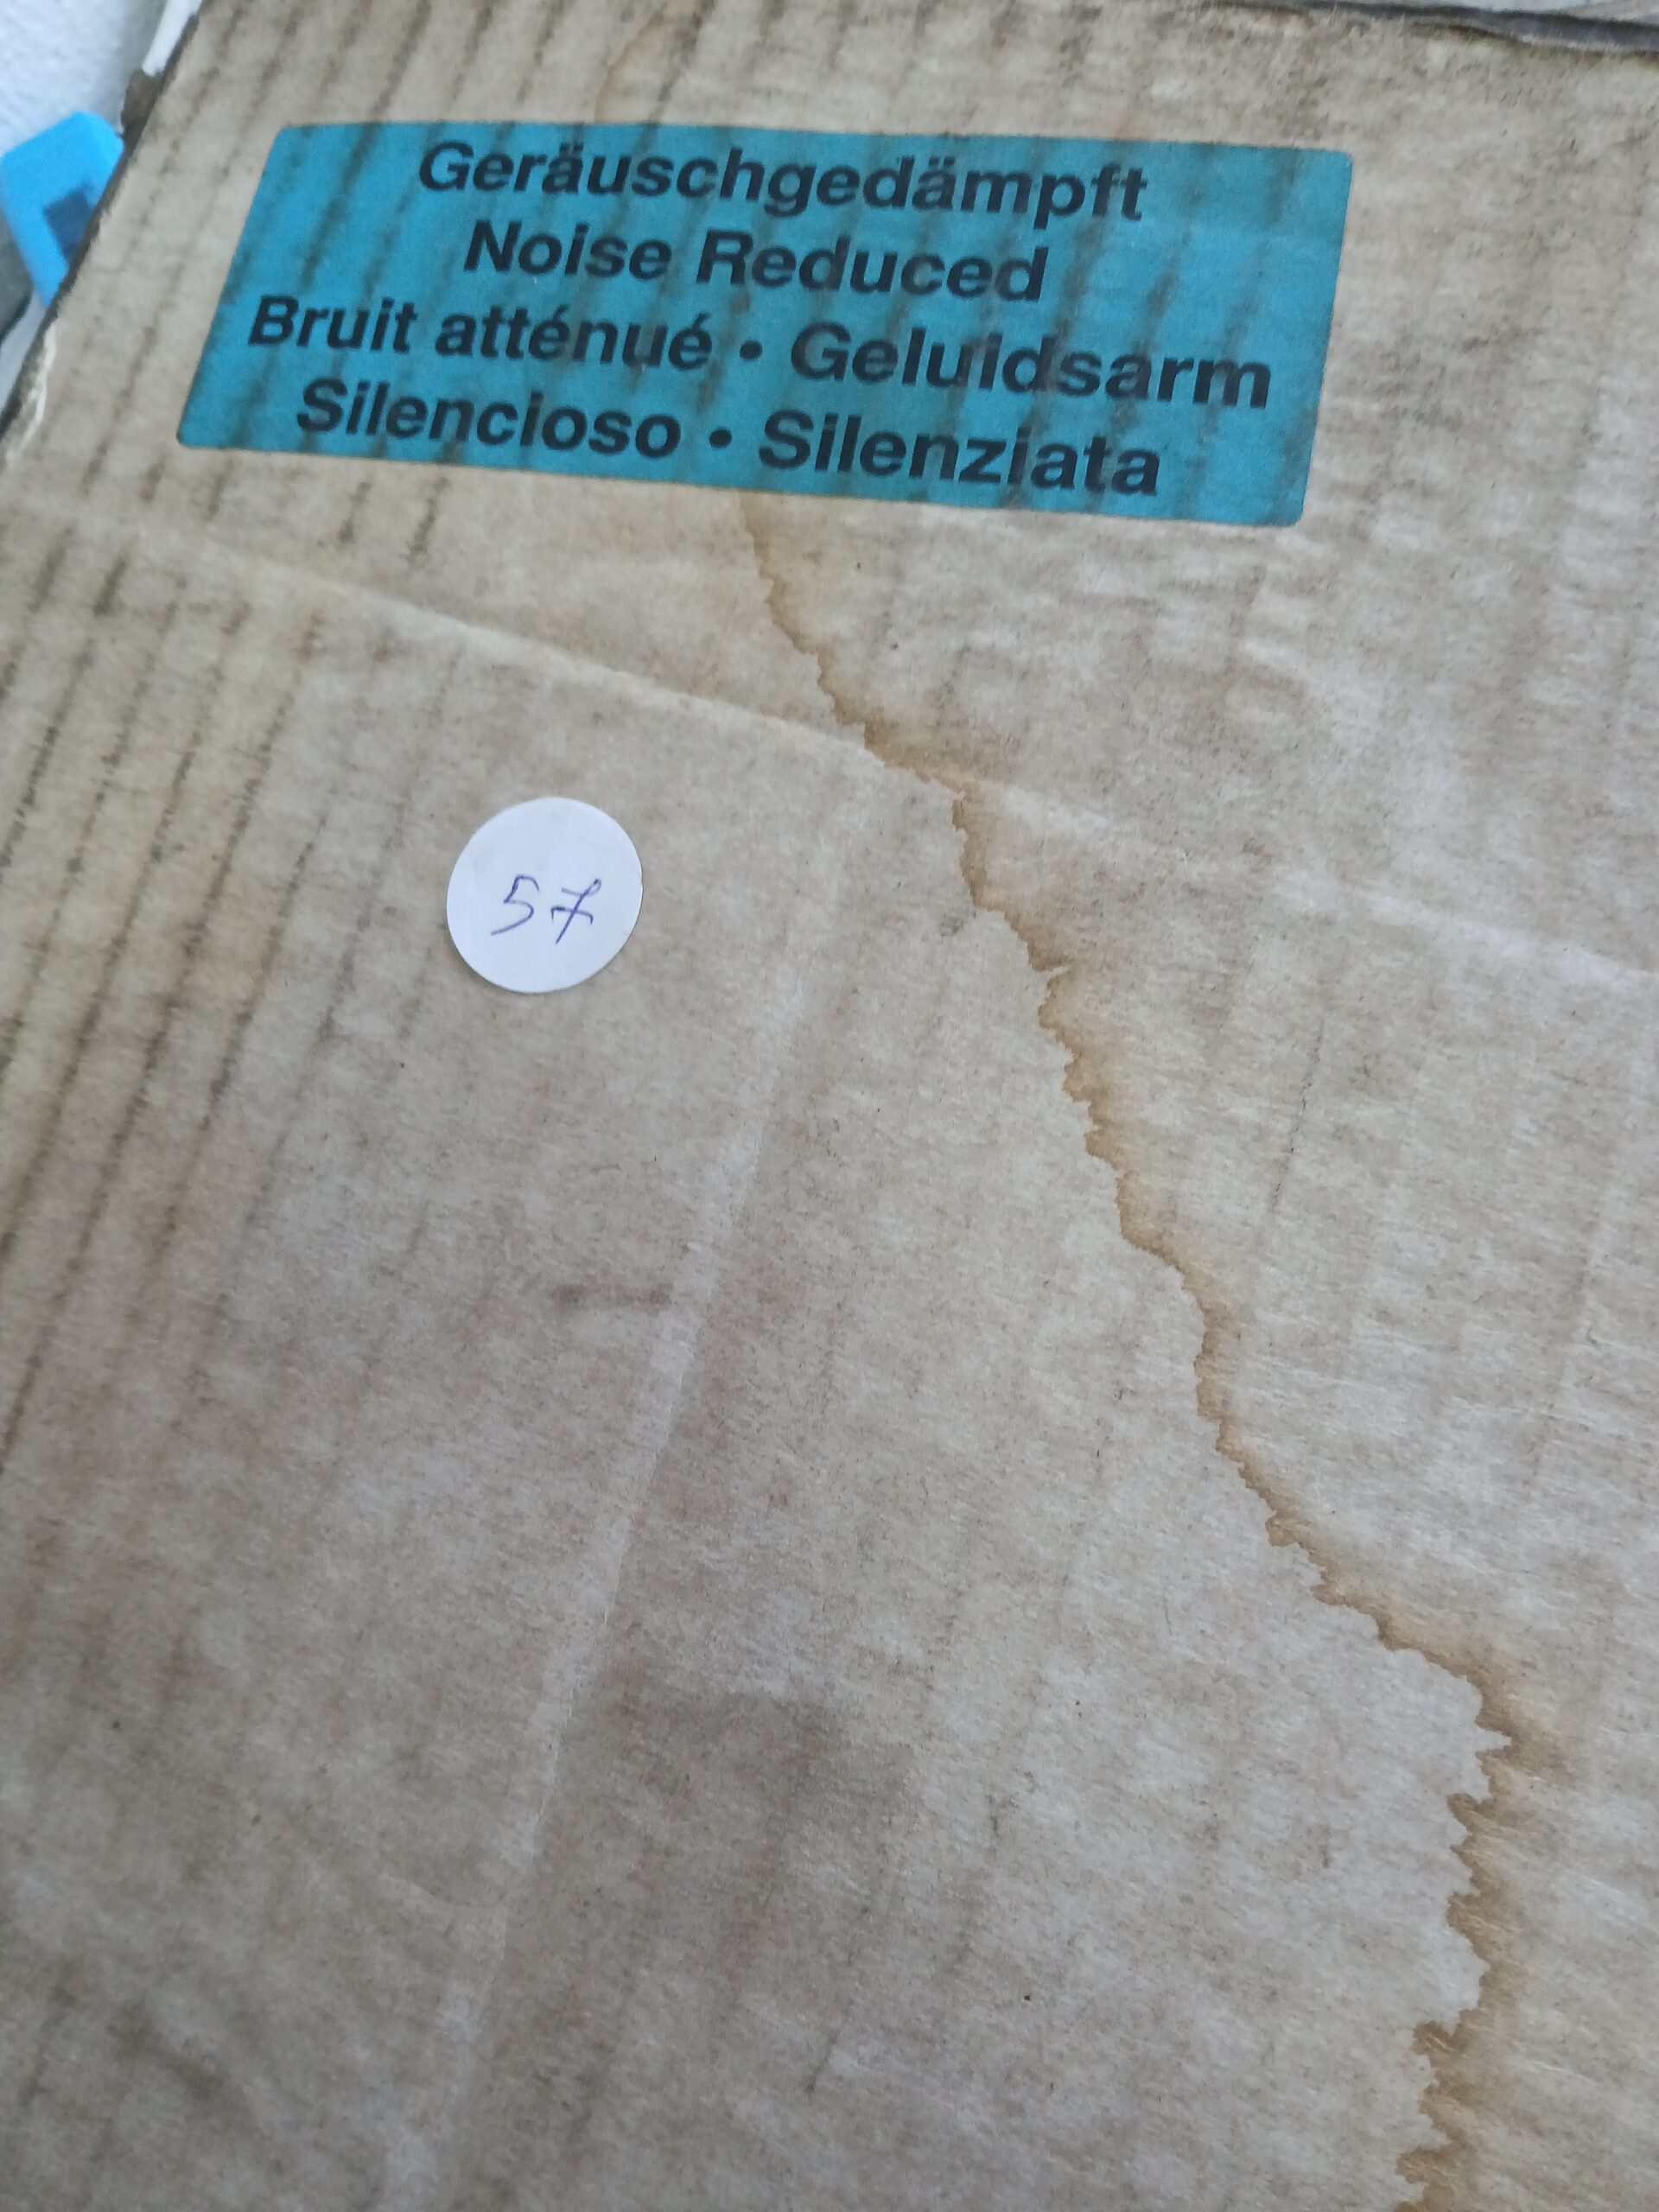 Geräuschgedämpft
Noise Reduced
Bruit atténué • Geluidsarm
Silencioso • Silenziata
57